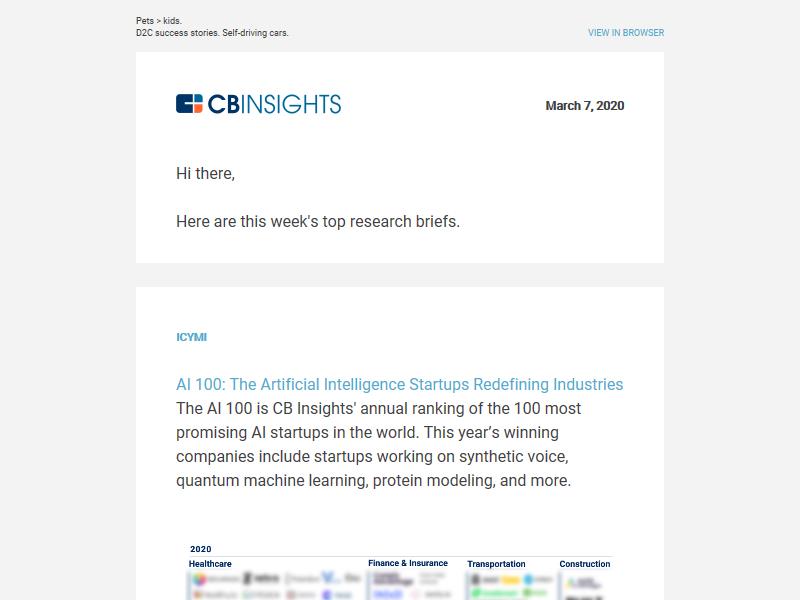 Pets > kids.
D2C success stories. Self-driving cars.
VIEW IN BROWSER
CBINSIGHTS
March 7, 2020
Hi there,
Here are this week's top research briefs.
ICYMI
AI 100: The Artificial Intelligence Startups Redefining Industries
The AI 100 is CB Insights' annual ranking of the 100 most
promising AI startups in the world. This year’s winning
companies include startups working on synthetic voice,
quantum machine learning, protein modeling, and more.
2020
Healthcare
Finance & Insurance
Transportation
Construction